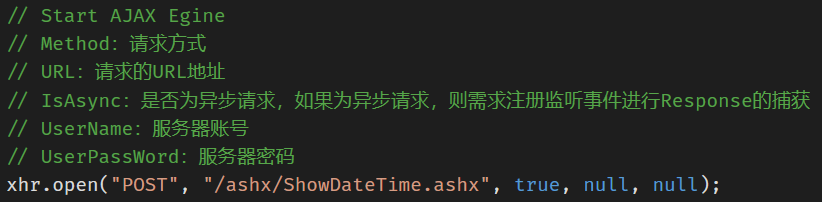 // Start AJAX Egine
// Method：请求方式
// URL：请求的URL地址
// IsAsync：是否为异步请求，如果为异步请求，则需求注册监听事件进行Response的捕获
// UserName：服务器账号
// UserPassWord：服务器密码
xhr.open("POST", "/ashx/ShowDateTime.ashx", true, null, null);